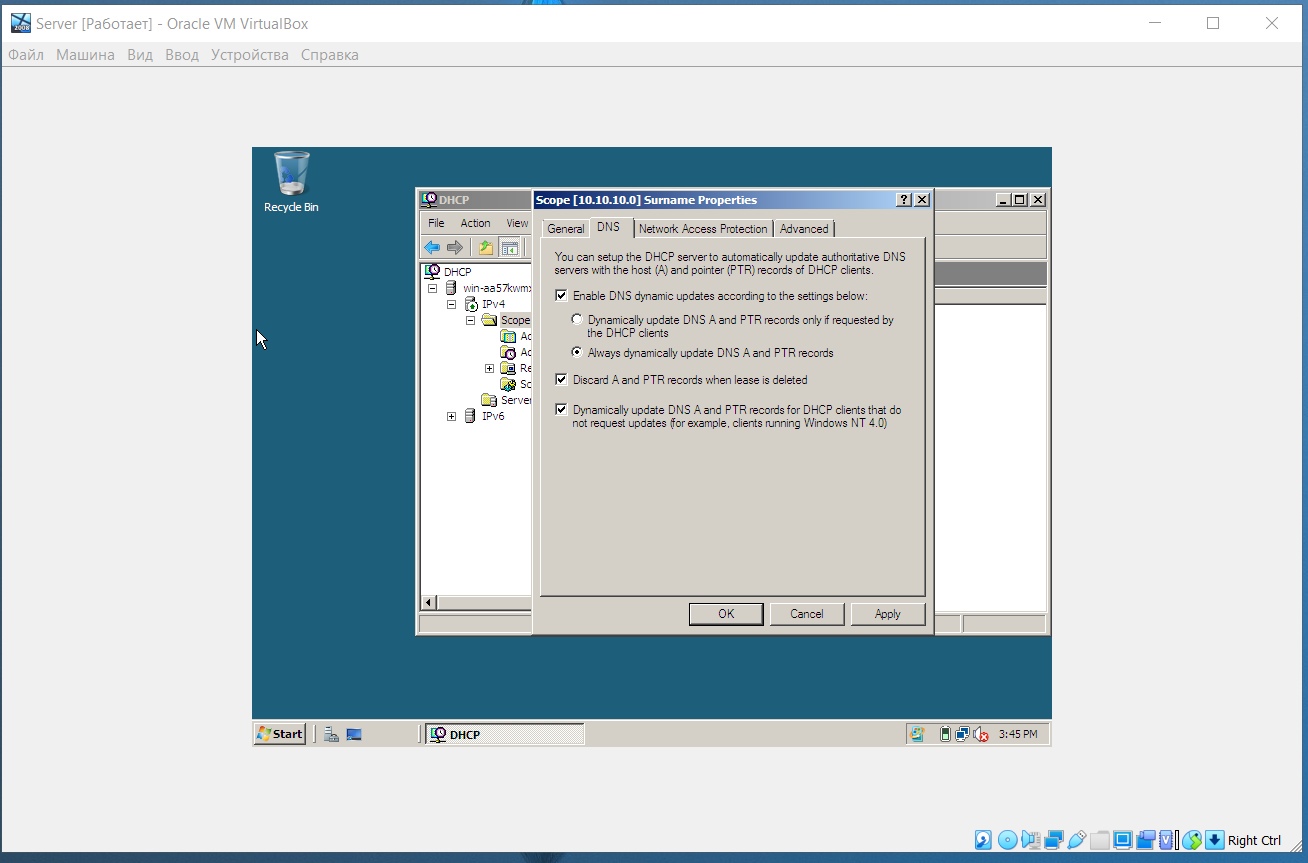 Server [Работает] - Oracle VM VirtualBox
Файл Машина Вид Ввод Устройства Справка
Recycle Bin
DHCP
Scope [10.10.10.0] Surname Properties
File Action View
General DNS Network Access Protection Advanced
You can setup the DHCP server to automatically update authoritative DNS
servers with the host (A) and pointer (PTR) records of DHCP clients.
Enable DNS dynamic updates according to the settings below:
Dynamically update DNS A and PTR records only if requested by
the DHCP clients
Always dynamically update DNS A and PTR records
Discard A and PTR records when lease is deleted
Dynamically update DNS A and PTR records for DHCP clients that do
not request updates (for example, clients running Windows NT 4.0)
OK Cancel Apply
DHCP
IPv4
Scope
Server
IPv6
Start
DHCP
3:45 PM
Right Ctrl